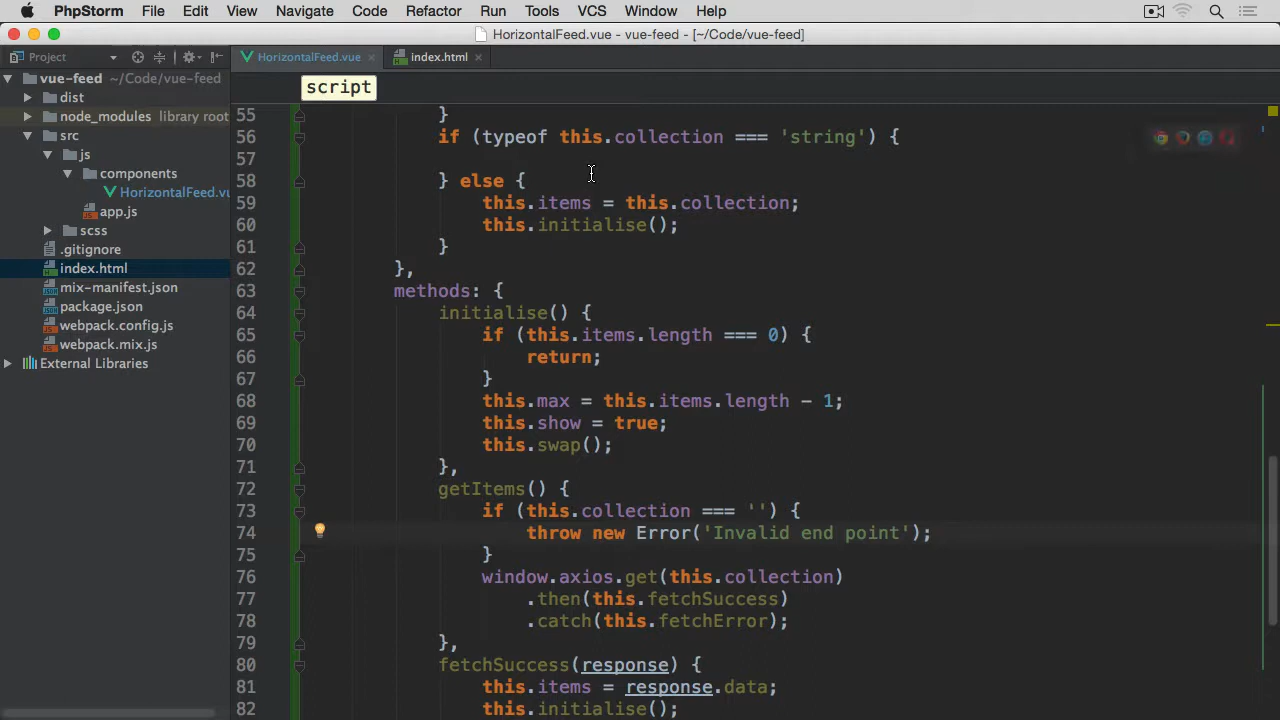 PhpStorm File Edit View Navigate Code Refactor Run Tools VCS Window Help
HorizontalFeed.vue - vue-feed - [~/Code/vue-feed]
Project
HorizontalFeed.vue
index.html
script
vue-feed ~/Code/vue-feed
dist
node_modules library root
src
js
components
HorizontalFeed.vu
app.js
scss
.gitignore
index.html
mix-manifest.json
package.json
webpack.config.js
webpack.mix.js
External Libraries
55 }
56 if (typeof this.collection === 'string') {
57
58 } else {
59 this.items = this.collection;
60 this.initialise();
61 }
62 },
63 methods: {
64 initialise() {
65 if (this.items.length === 0) {
66 return;
67 }
68 this.max = this.items.length - 1;
69 this.show = true;
70 this.swap();
71 },
72 getItems() {
73 if (this.collection === '') {
74 throw new Error('Invalid end point');
75 }
76 window.axios.get(this.collection)
77 .then(this.fetchSuccess)
78 .catch(this.fetchError);
79 },
80 fetchSuccess(response) {
81 this.items = response.data;
82 this.initialise();